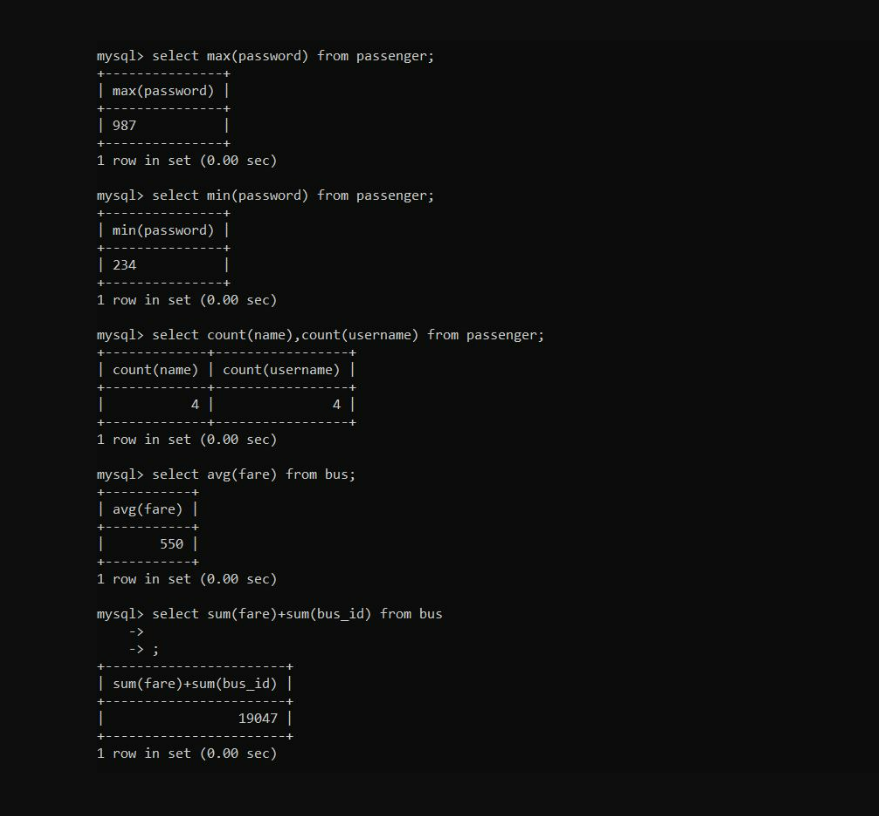 mysql> select max(password) from passenger;
+---------------+
| max(password) |
+---------------+
| 987           |
+---------------+
1 row in set (0.00 sec)
mysql> select min(password) from passenger;
+---------------+
| min(password) |
+---------------+
| 234           |
+---------------+
1 row in set (0.00 sec)
mysql> select count(name),count(username) from passenger;
+-------------+-----------------+
| count(name) | count(username) |
+-------------+-----------------+
|           4 |               4 |
+-------------+-----------------+
1 row in set (0.00 sec)
mysql> select avg(fare) from bus;
+-----------+
| avg(fare) |
+-----------+
|       550 |
+-----------+
1 row in set (0.00 sec)
mysql> select sum(fare)+sum(bus_id) from bus
    ->
    -> ;
+-----------------------+
| sum(fare)+sum(bus_id) |
+-----------------------+
|                 19047 |
+-----------------------+
1 row in set (0.00 sec)